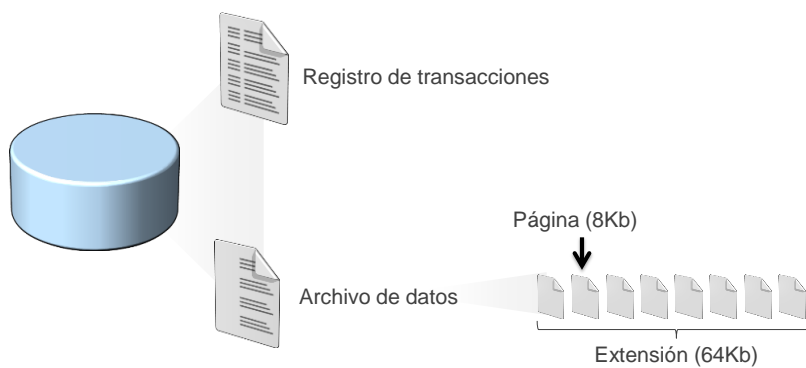 Registro de transacciones
Página (8Kb)
Archivo de datos
Extensión (64Kb)